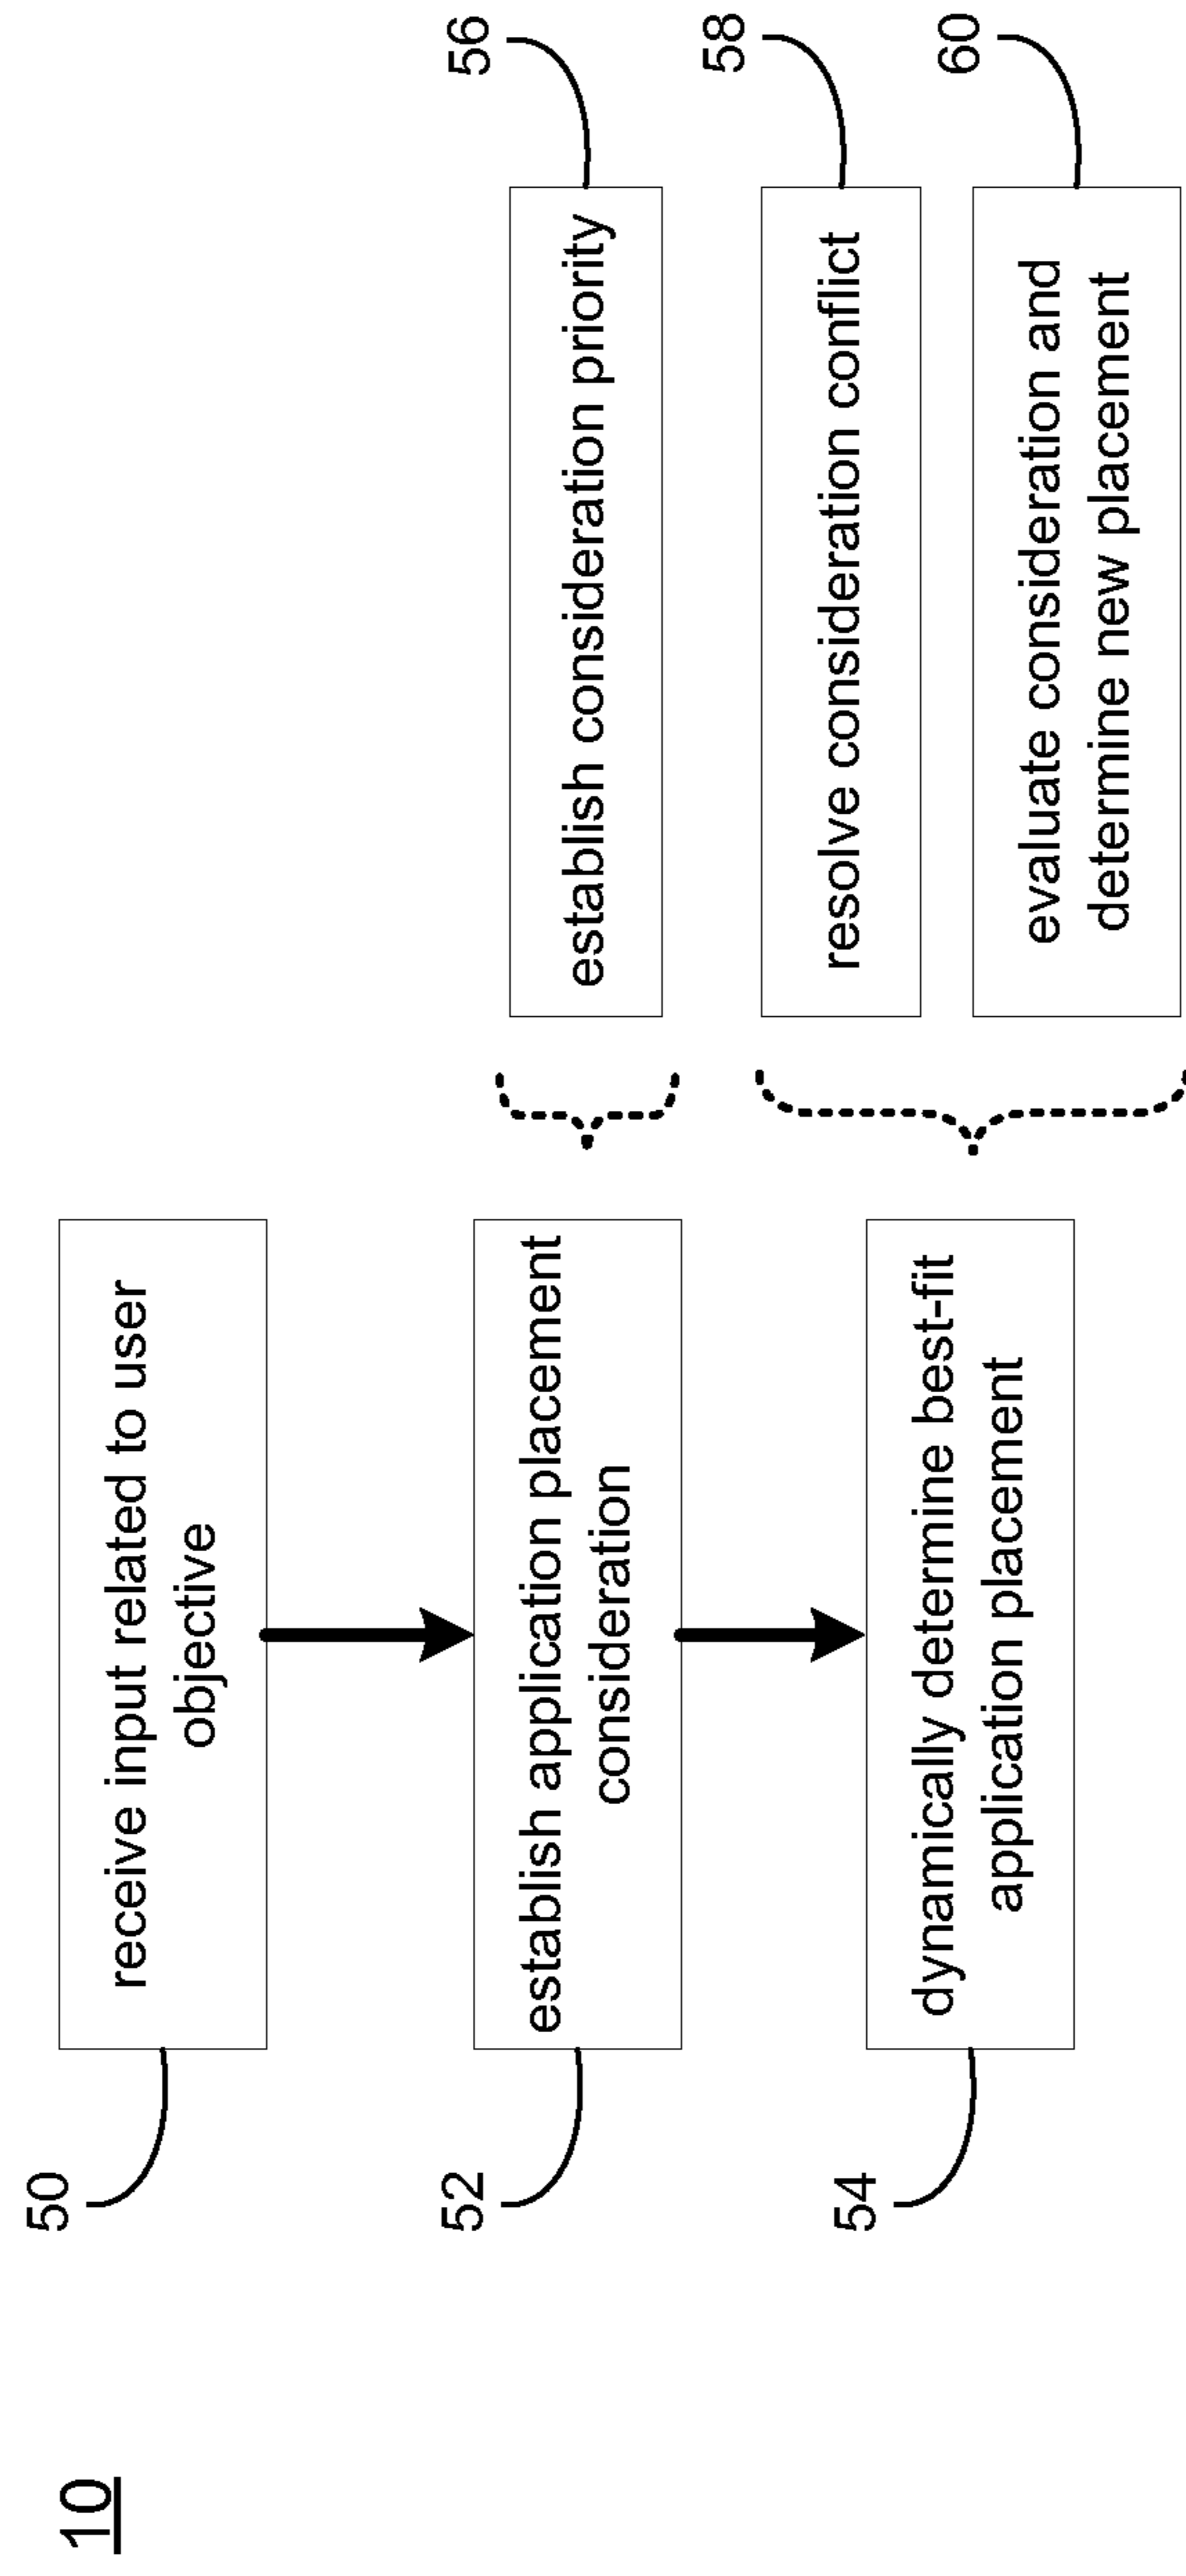 10
50
receive input related to user
objective
52
establish application placement
consideration
56
establish consideration priority
54
dynamically determine best-fit
application placement
58
resolve consideration conflict
60
evaluate consideration and
determine new placement